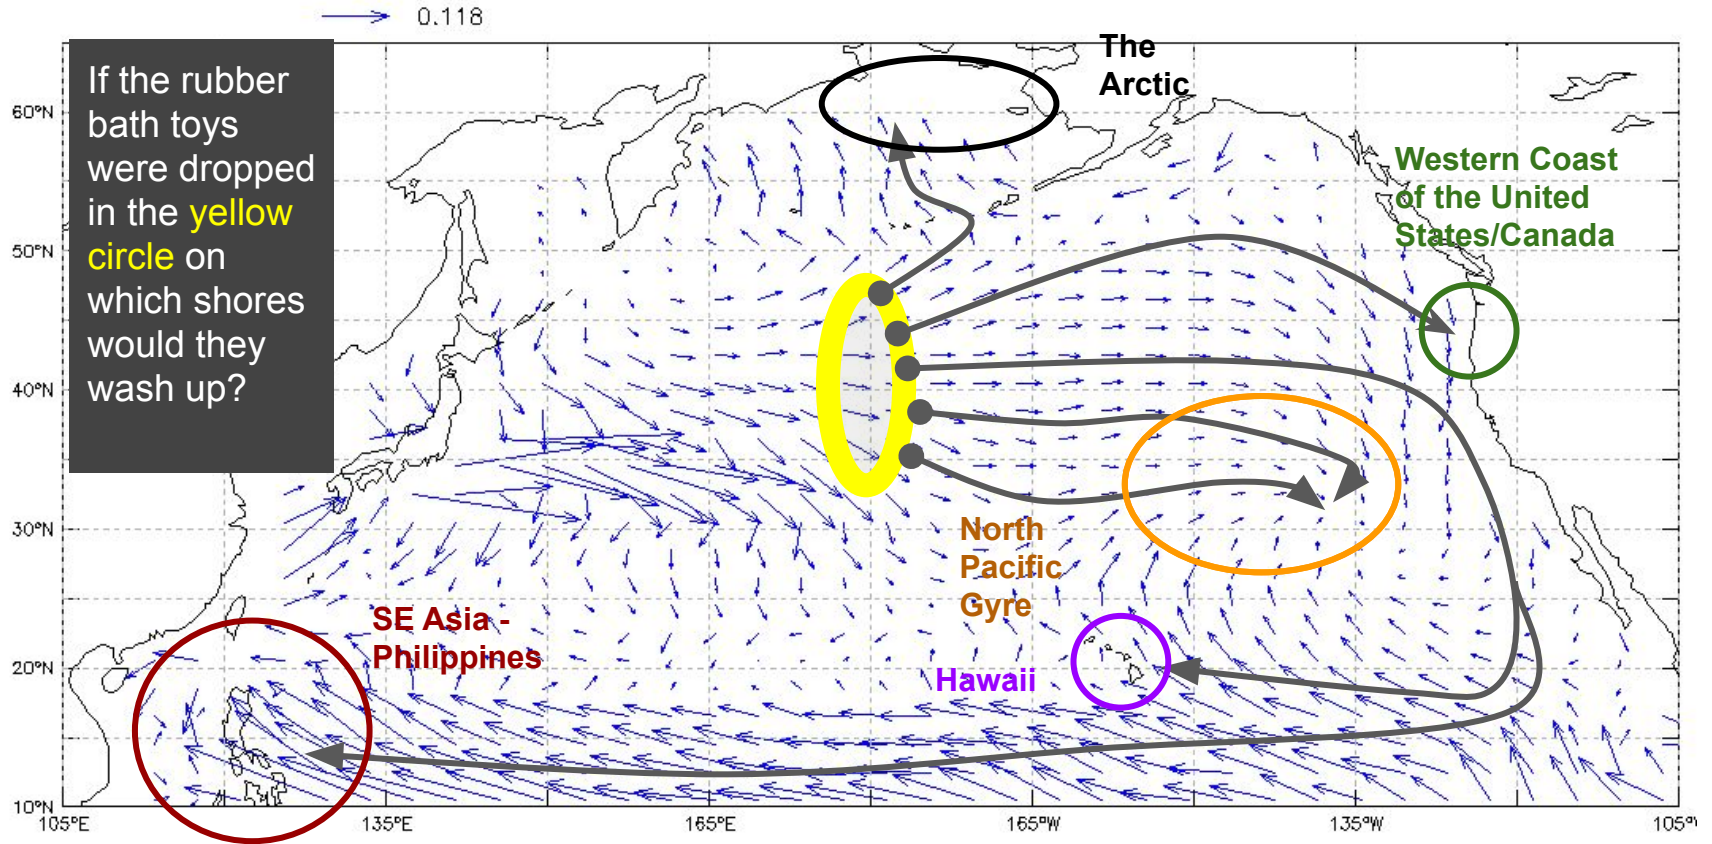 0.118
If the rubber
bath toys
were dropped
in the yellow
circle on
which shores
would they
wash up?
The
Arctic
Western Coast
of the United
States/Canada
North
Pacific
Gyre
SE Asia -
Philippines
Hawaii
60°N
50°N
40°N
30°N
20°N
10°N
105°E
135°E
165°E
165°W
135°W
105°W